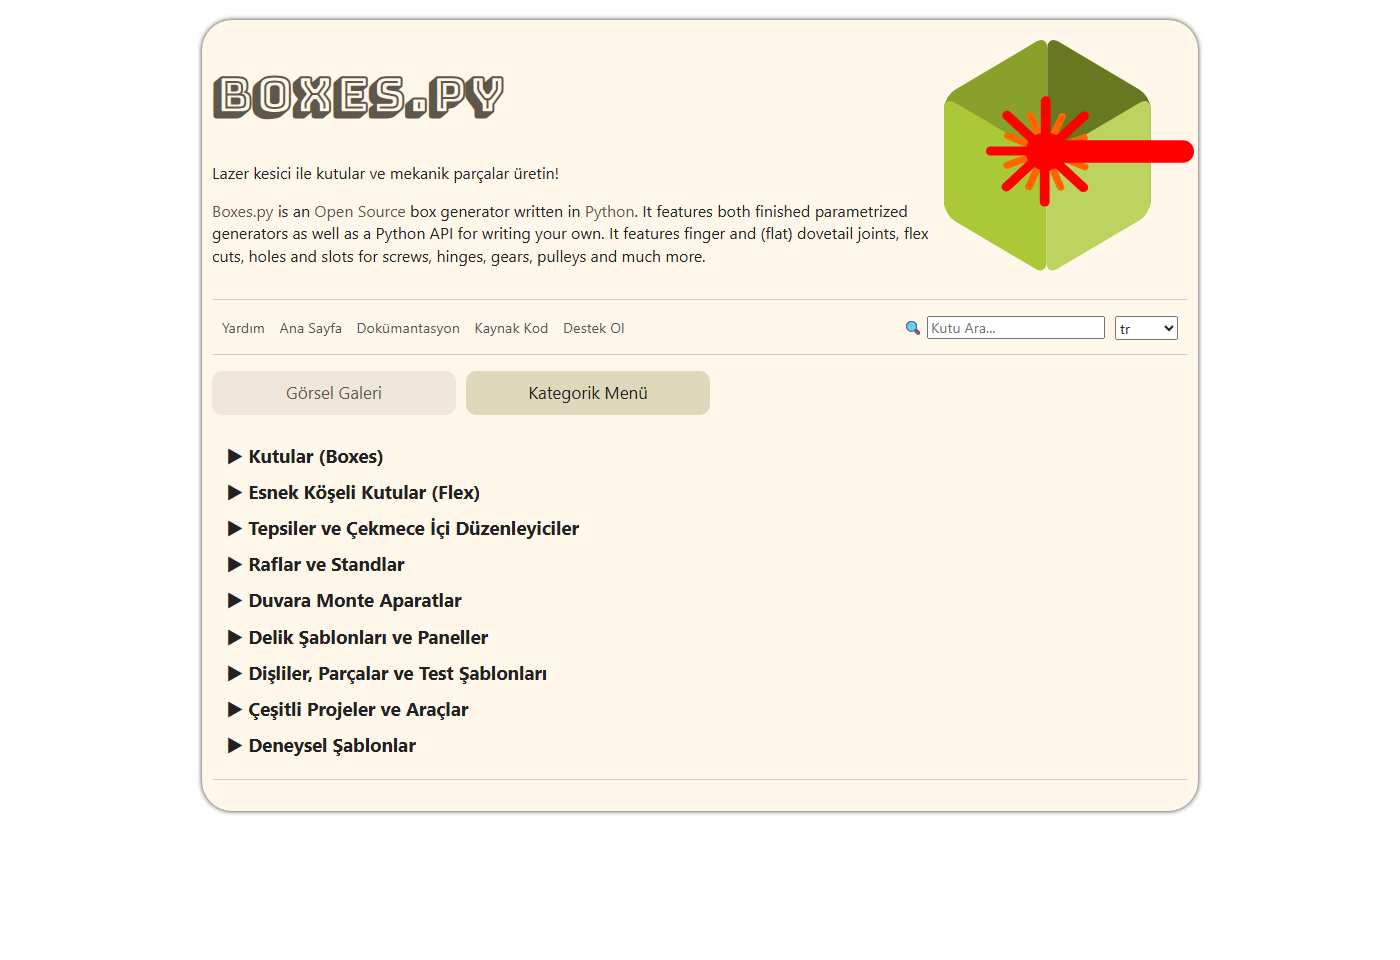 BOXES.PY
Lazer kesici ile kutular ve mekanik parçalar üretin!
Boxes.py is an Open Source box generator written in Python. It features both finished parametrized
generators as well as a Python API for writing your own. It features finger and (flat) dovetail joints, flex
cuts, holes and slots for screws, hinges, gears, pulleys and much more.
Yardım Ana Sayfa Dokümantasyon Kaynak Kod Destek Ol Kutu Ara... tr
Görsel Galeri Kategorik Menü
▶ Kutular (Boxes)
▶ Esnek Köşeli Kutular (Flex)
▶ Tepsiler ve Çekmece İçi Düzenleyiciler
▶ Raflar ve Standlar
▶ Duvara Monte Aparatlar
▶ Delik Şablonları ve Paneller
▶ Dişliler, Parçalar ve Test Şablonları
▶ Çeşitli Projeler ve Araçlar
▶ Deneysel Şablonlar